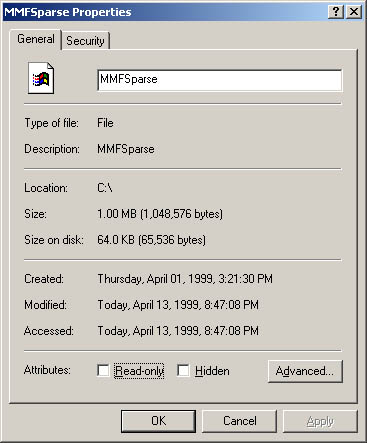 MMFSparse Properties
General Security
MMFSparse
Type of file: File
Description: MMFSparse
Location: C:\
Size: 1.00 MB (1,048,576 bytes)
Size on disk: 64.0 KB (65,536 bytes)
Created: Thursday, April 01, 1999, 3:21:30 PM
Modified: Today, April 13, 1999, 8:47:08 PM
Accessed: Today, April 13, 1999, 8:47:08 PM
Attributes: Read-only Hidden Advanced...
OK Cancel Apply